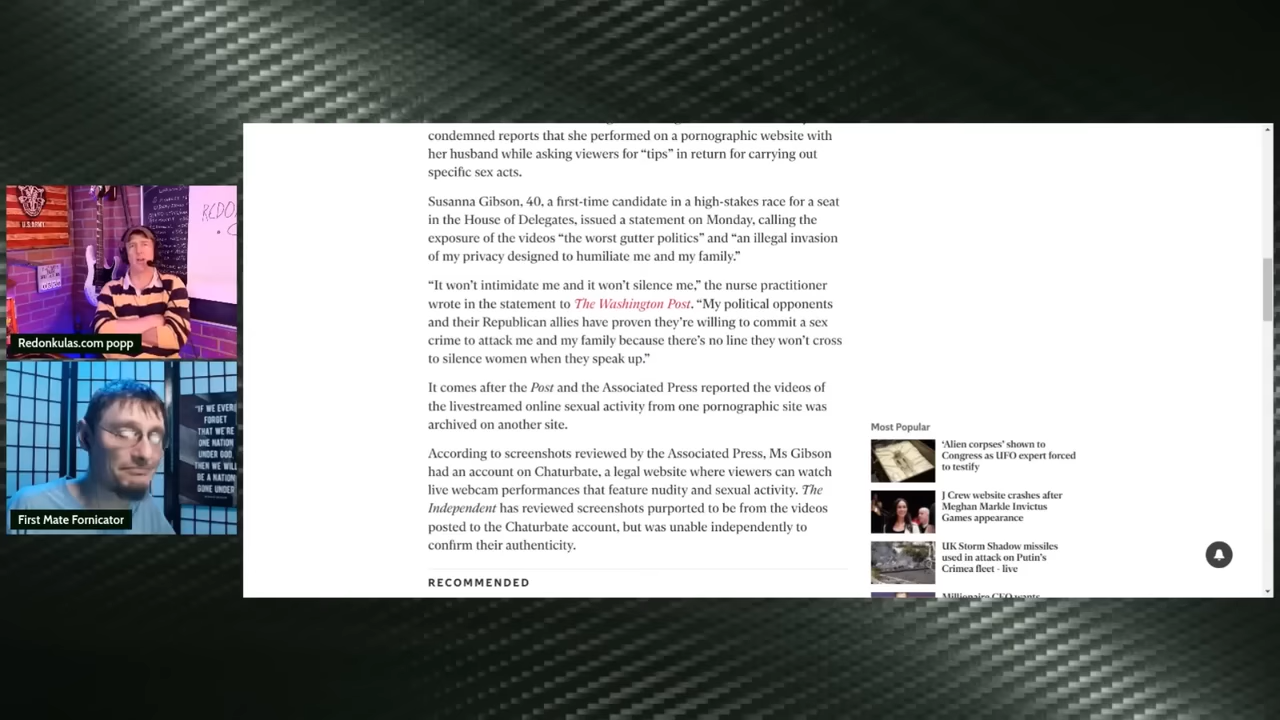 condemned reports that she performed on a pornographic website with
her husband while asking viewers for “tips” in return for carrying out
specific sex acts.
Susanna Gibson, 40, a first-time candidate in a high-stakes race for a seat
in the House of Delegates, issued a statement on Monday, calling the
exposure of the videos “the worst gutter politics” and “an illegal invasion
of my privacy designed to humiliate me and my family.”
“It won’t intimidate me and it won’t silence me,” the nurse practitioner
wrote in the statement to The Washington Post. “My political opponents
and their Republican allies have proven they’re willing to commit a sex
crime to attack me and my family because there’s no line they won’t cross
to silence women when they speak up.”
It comes after the Post and the Associated Press reported the videos of
the livestreamed online sexual activity from one pornographic site was
archived on another site.
According to screenshots reviewed by the Associated Press, Ms Gibson
had an account on Chaturbate, a legal website where viewers can watch
live webcam performances that feature nudity and sexual activity. The
Independent has reviewed screenshots purported to be from the videos
posted to the Chaturbate account, but was unable independently to
confirm their authenticity.
RECOMMENDED
Most Popular
‘Alien corpses’ shown to
Congress as UFO expert forced
to testify
J Crew website crashes after
Meghan Markle Invictus
Games appearance
UK Storm Shadow missiles
used in attack on Putin’s
Crimea fleet - live
Millionaire CEO wants
U.S. ARMY
REDO
Redonkulas.com popp
"IF WE EVER
FORGET
THAT WE'RE
ONE NATION
UNDER GOD,
THEN WE WILL
BE A NATION
GONE UNDER
First Mate Fornicator